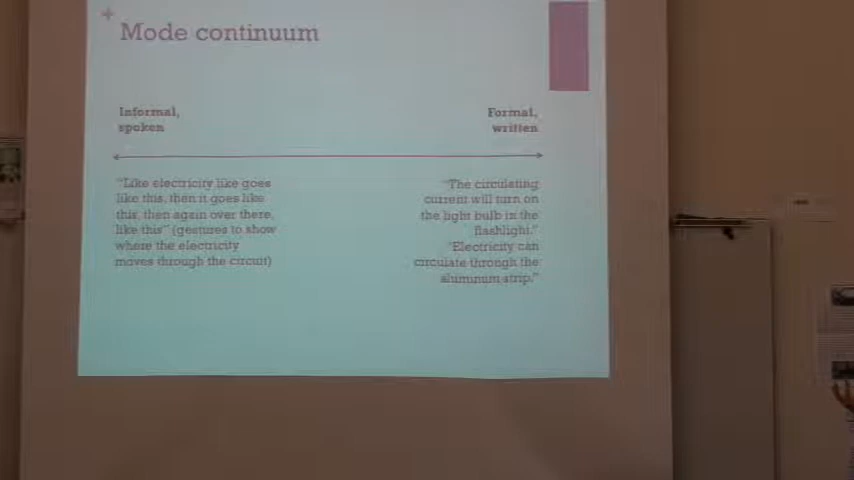 +
Mode continuum
Informal,
spoken
Formal,
written
"Like electricity like goes
like this, then it goes like
this, then again over there,
like this" (gestures to show
where the electricity
moves through the circuit)
"The circulating
current will turn on
the light bulb in the
flashlight."
"Electricity can
circulate through the
aluminum strip."